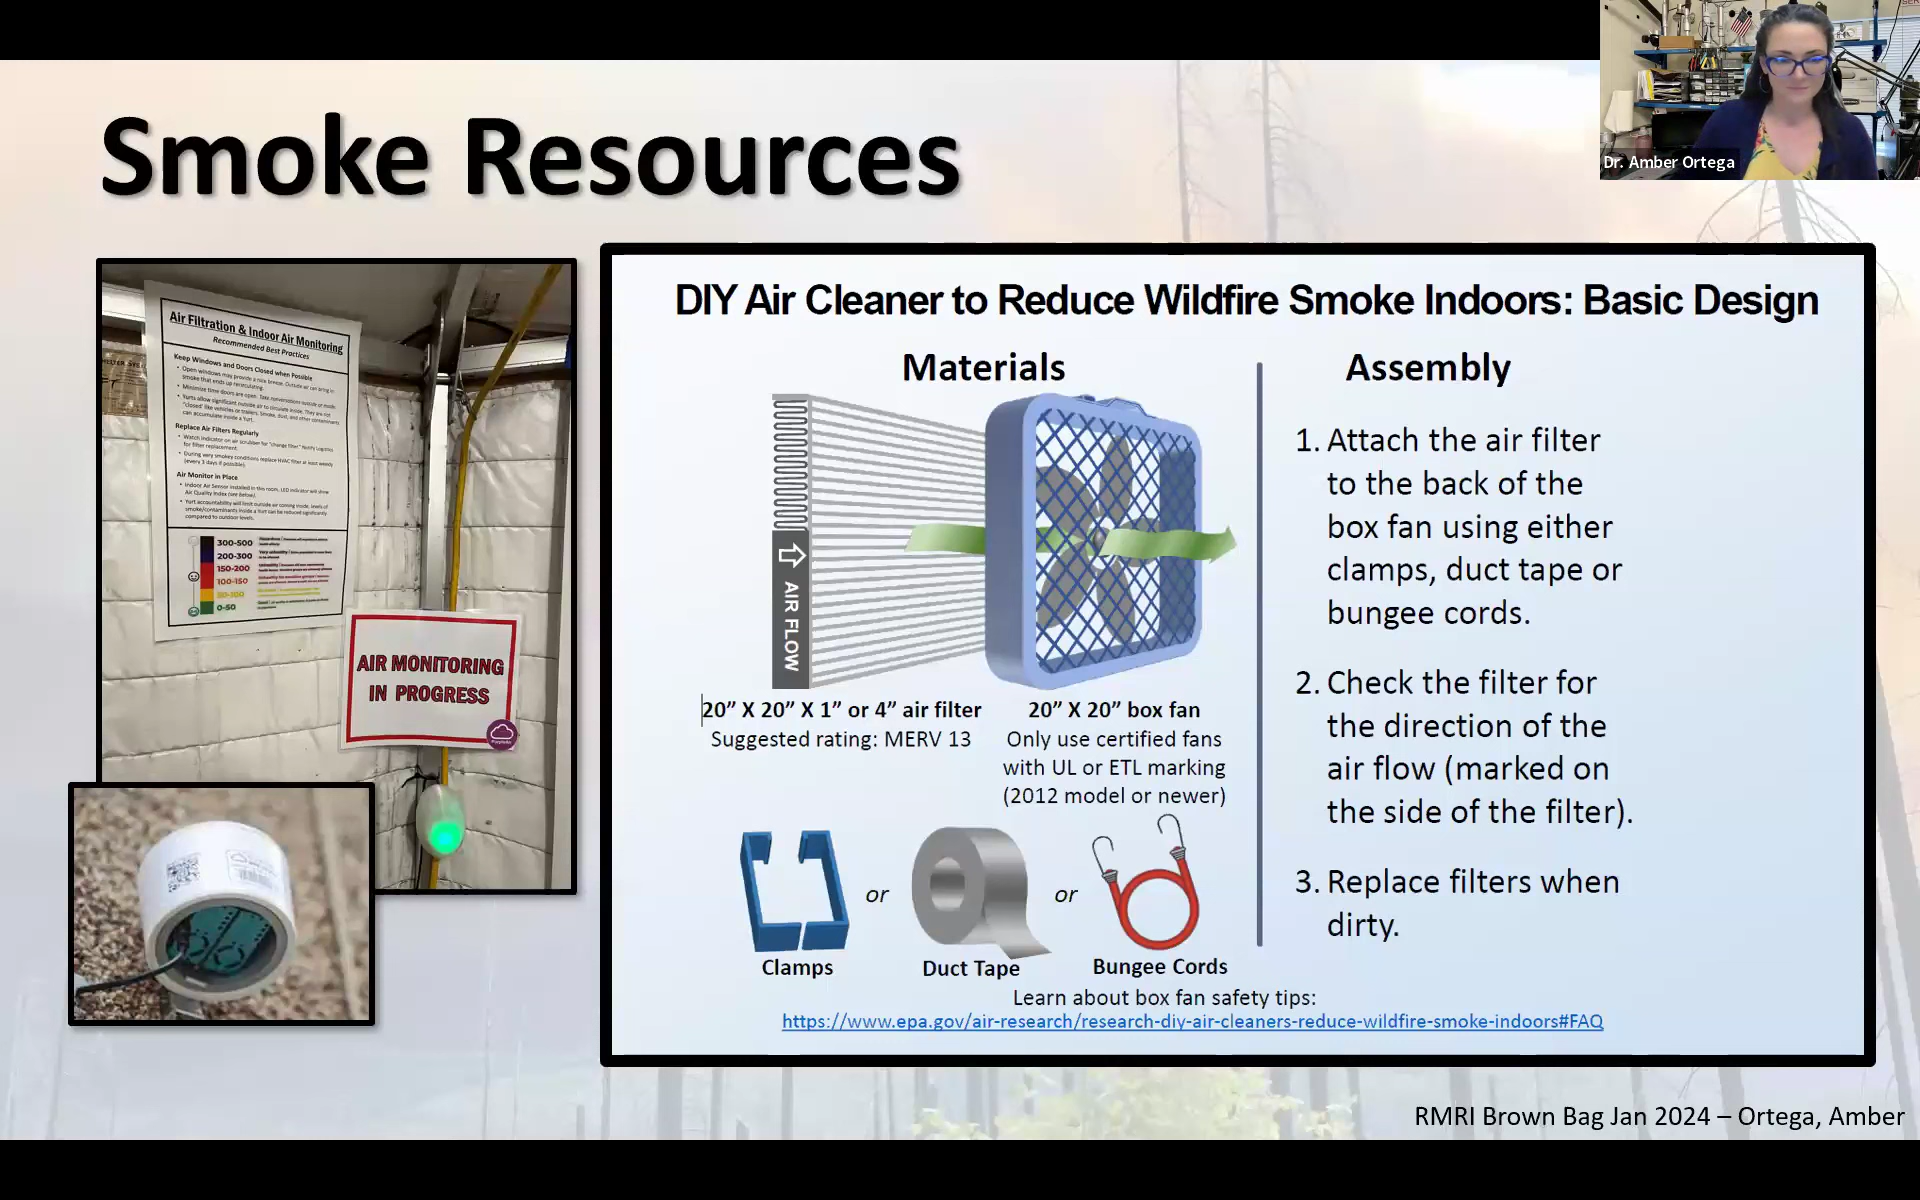 Smoke Resources
Dr. Amber Ortega
Air Filtration & Indoor Air Monitoring
Recommended Best Practices
Keep Windows and Doors Closed when Possible
Replace Air Filters Regularly
Air Monitor in Place
300-500
200-300
150-200
100-150
50-100
0-50
AIR MONITORING
IN PROGRESS
DIY Air Cleaner to Reduce Wildfire Smoke Indoors: Basic Design
Materials
AIR FLOW
20” X 20” X 1” or 4” air filter
Suggested rating: MERV 13
20” X 20” box fan
Only use certified fans
with UL or ETL marking
(2012 model or newer)
or
or
Clamps
Duct Tape
Bungee Cords
Assembly
1. Attach the air filter
to the back of the
box fan using either
clamps, duct tape or
bungee cords.
2. Check the filter for
the direction of the
air flow (marked on
the side of the filter).
3. Replace filters when
dirty.
Learn about box fan safety tips:
https://www.epa.gov/air-research/research-diy-air-cleaners-reduce-wildfire-smoke-indoors#FAQ
RMRI Brown Bag Jan 2024 – Ortega, Amber